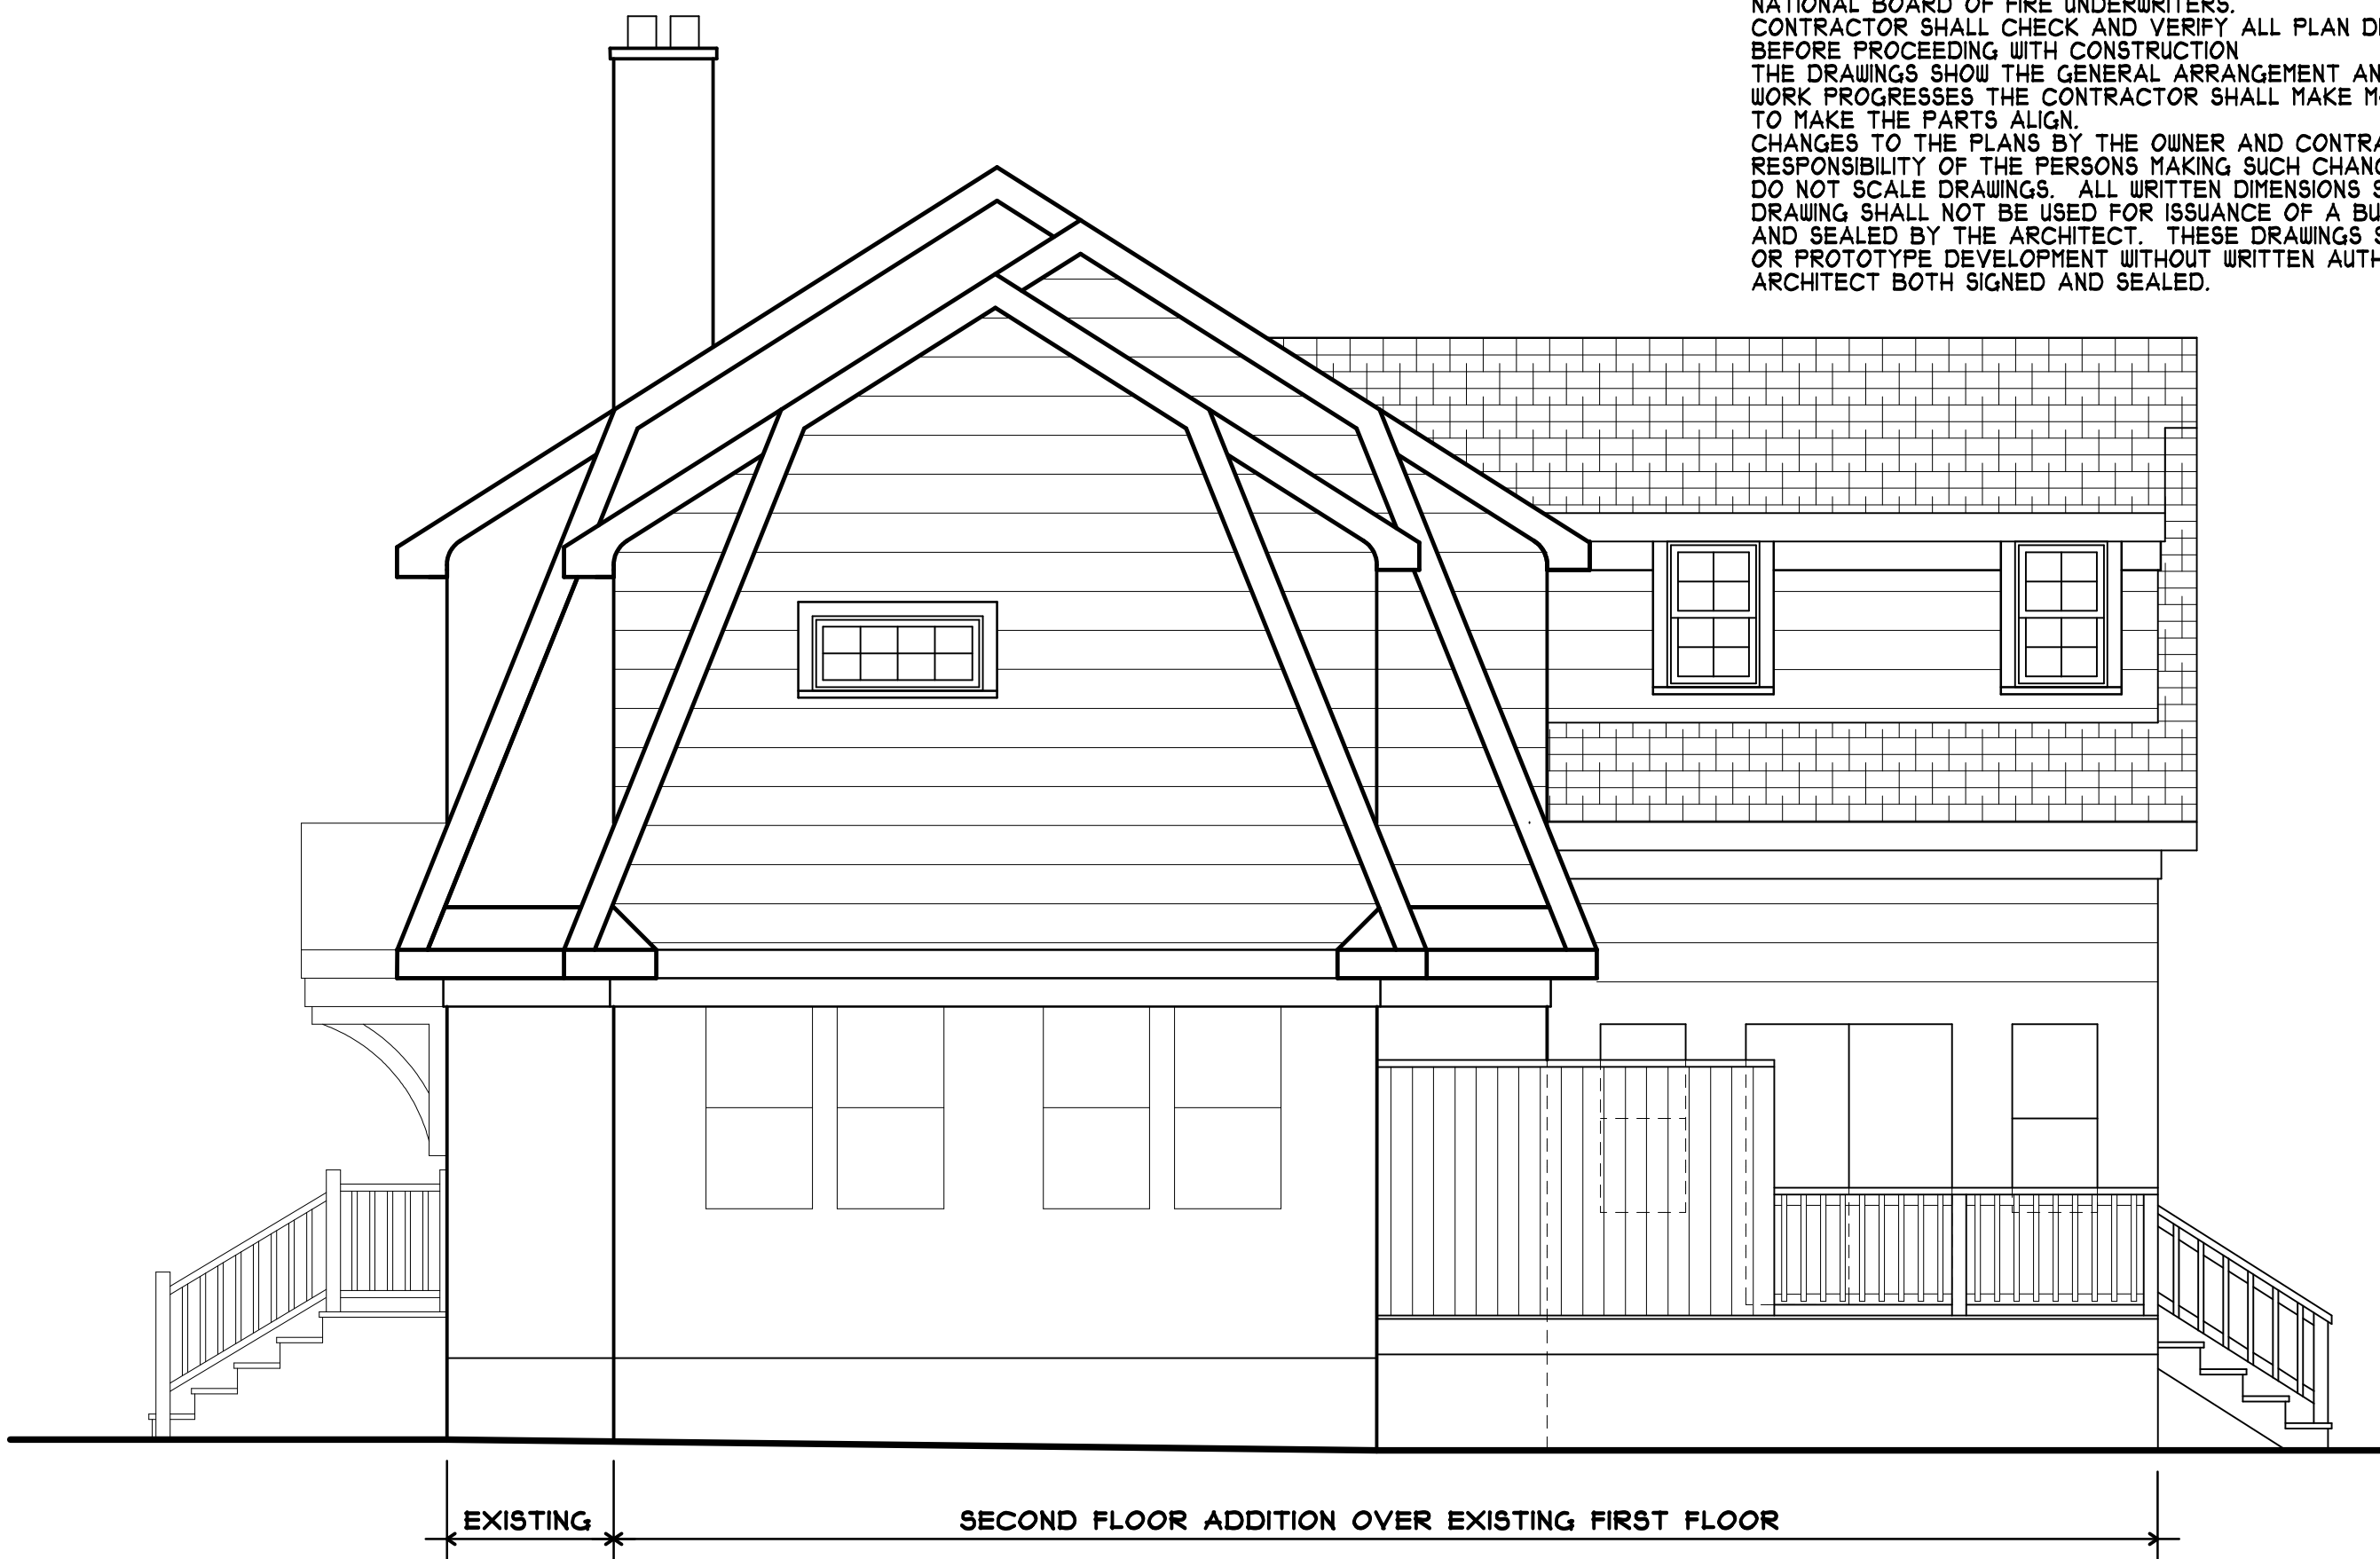 NATIONAL BOARD OF FIRE UNDERWRITERS.
CONTRACTOR SHALL CHECK AND VERIFY ALL PLAN
BEFORE PROCEEDING WITH CONSTRUCTION
THE DRAWINGS SHOW THE GENERAL ARRANGEMENT
WORK PROGRESSES THE CONTRACTOR SHALL MAKE
TO MAKE THE PARTS ALIGN.
CHANGES TO THE PLANS BY THE OWNER AND
RESPONSIBILITY OF THE PERSONS MAKING SUCH
DO NOT SCALE DRAWINGS. ALL WRITTEN DIMENSIONS
DRAWING SHALL NOT BE USED FOR ISSUANCE OF A
AND SEALED BY THE ARCHITECT. THESE DRAWINGS
OR PROTOTYPE DEVELOPMENT WITHOUT WRITTEN
ARCHITECT BOTH SIGNED AND SEALED.
EXISTING
SECOND FLOOR ADDITION OVER EXISTING FIRST FLOOR